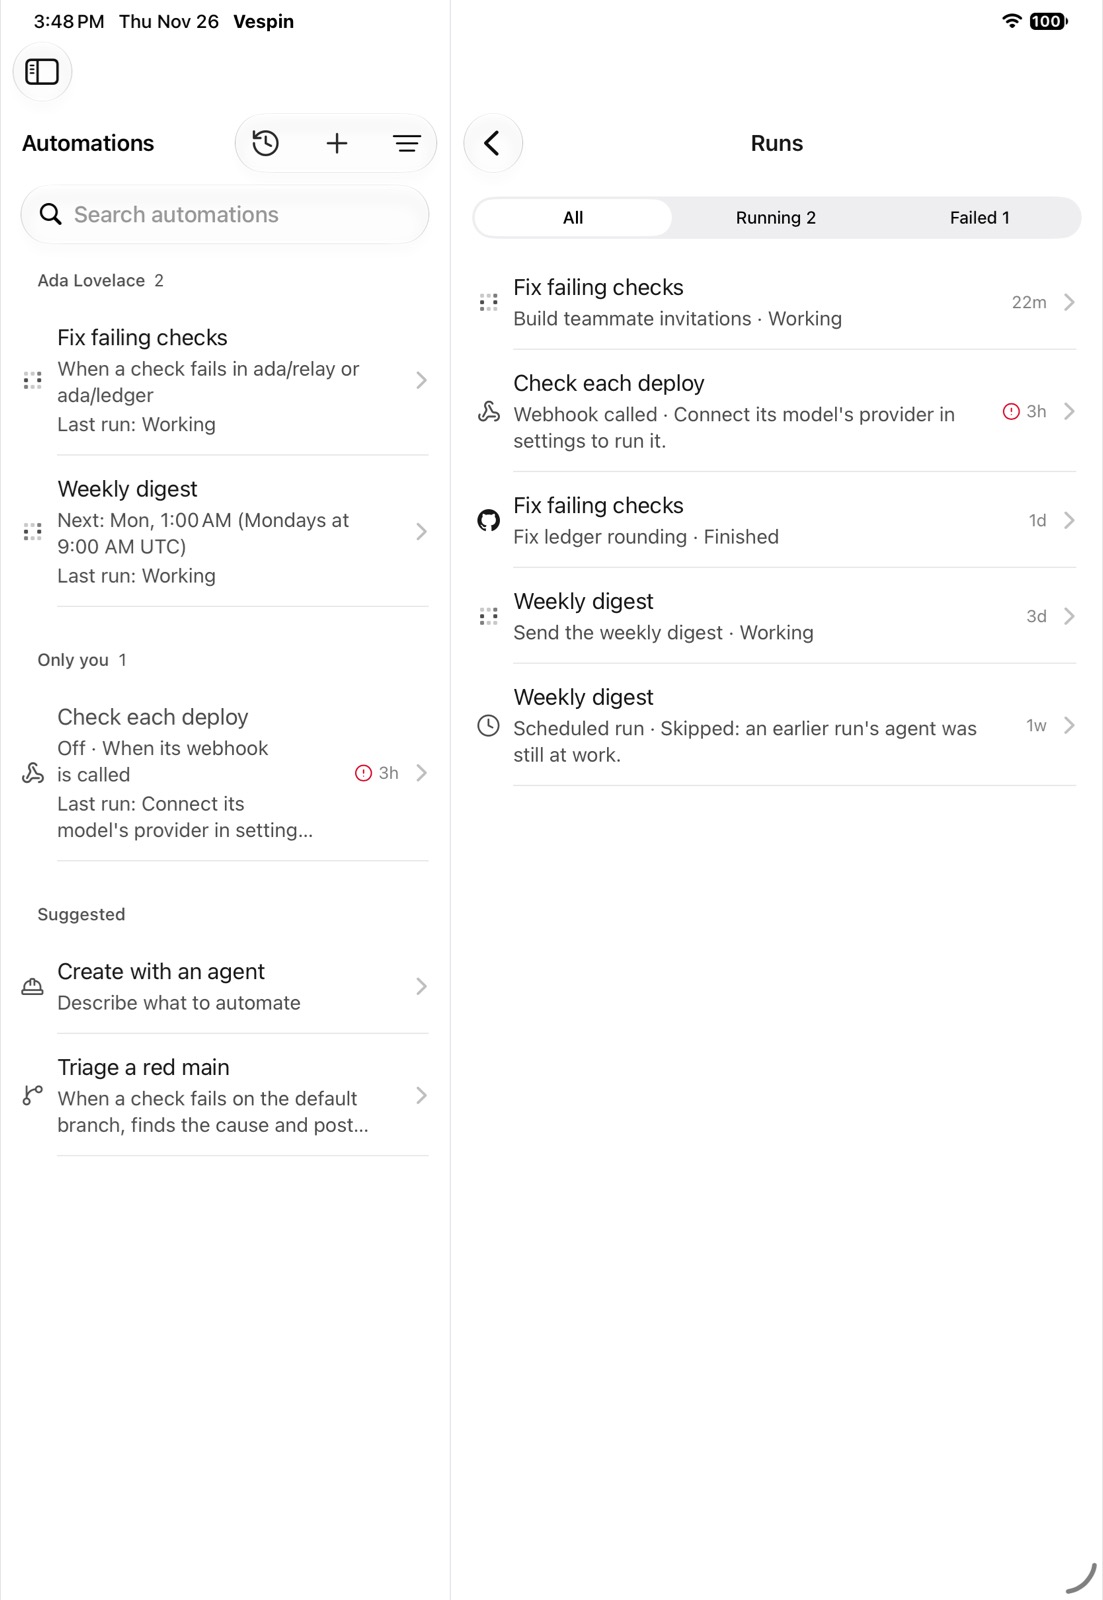 3:48 PM Thu Nov 26 Vespin
100
Automations
Search automations
Ada Lovelace 2
Fix failing checks
When a check fails in ada/relay or
ada/ledger
Last run: Working
Weekly digest
Next: Mon, 1:00 AM (Mondays at
9:00 AM UTC)
Last run: Working
Only you 1
Check each deploy
Off · When its webhook
is called
3h
Last run: Connect its
model's provider in setting...
Suggested
Create with an agent
Describe what to automate
Triage a red main
When a check fails on the default
branch, finds the cause and post...
Runs
All
Running 2
Failed 1
Fix failing checks
Build teammate invitations · Working
22m
Check each deploy
Webhook called · Connect its model's provider in
settings to run it.
3h
Fix failing checks
Fix ledger rounding · Finished
1d
Weekly digest
Send the weekly digest · Working
3d
Weekly digest
Scheduled run · Skipped: an earlier run's agent was
still at work.
1w